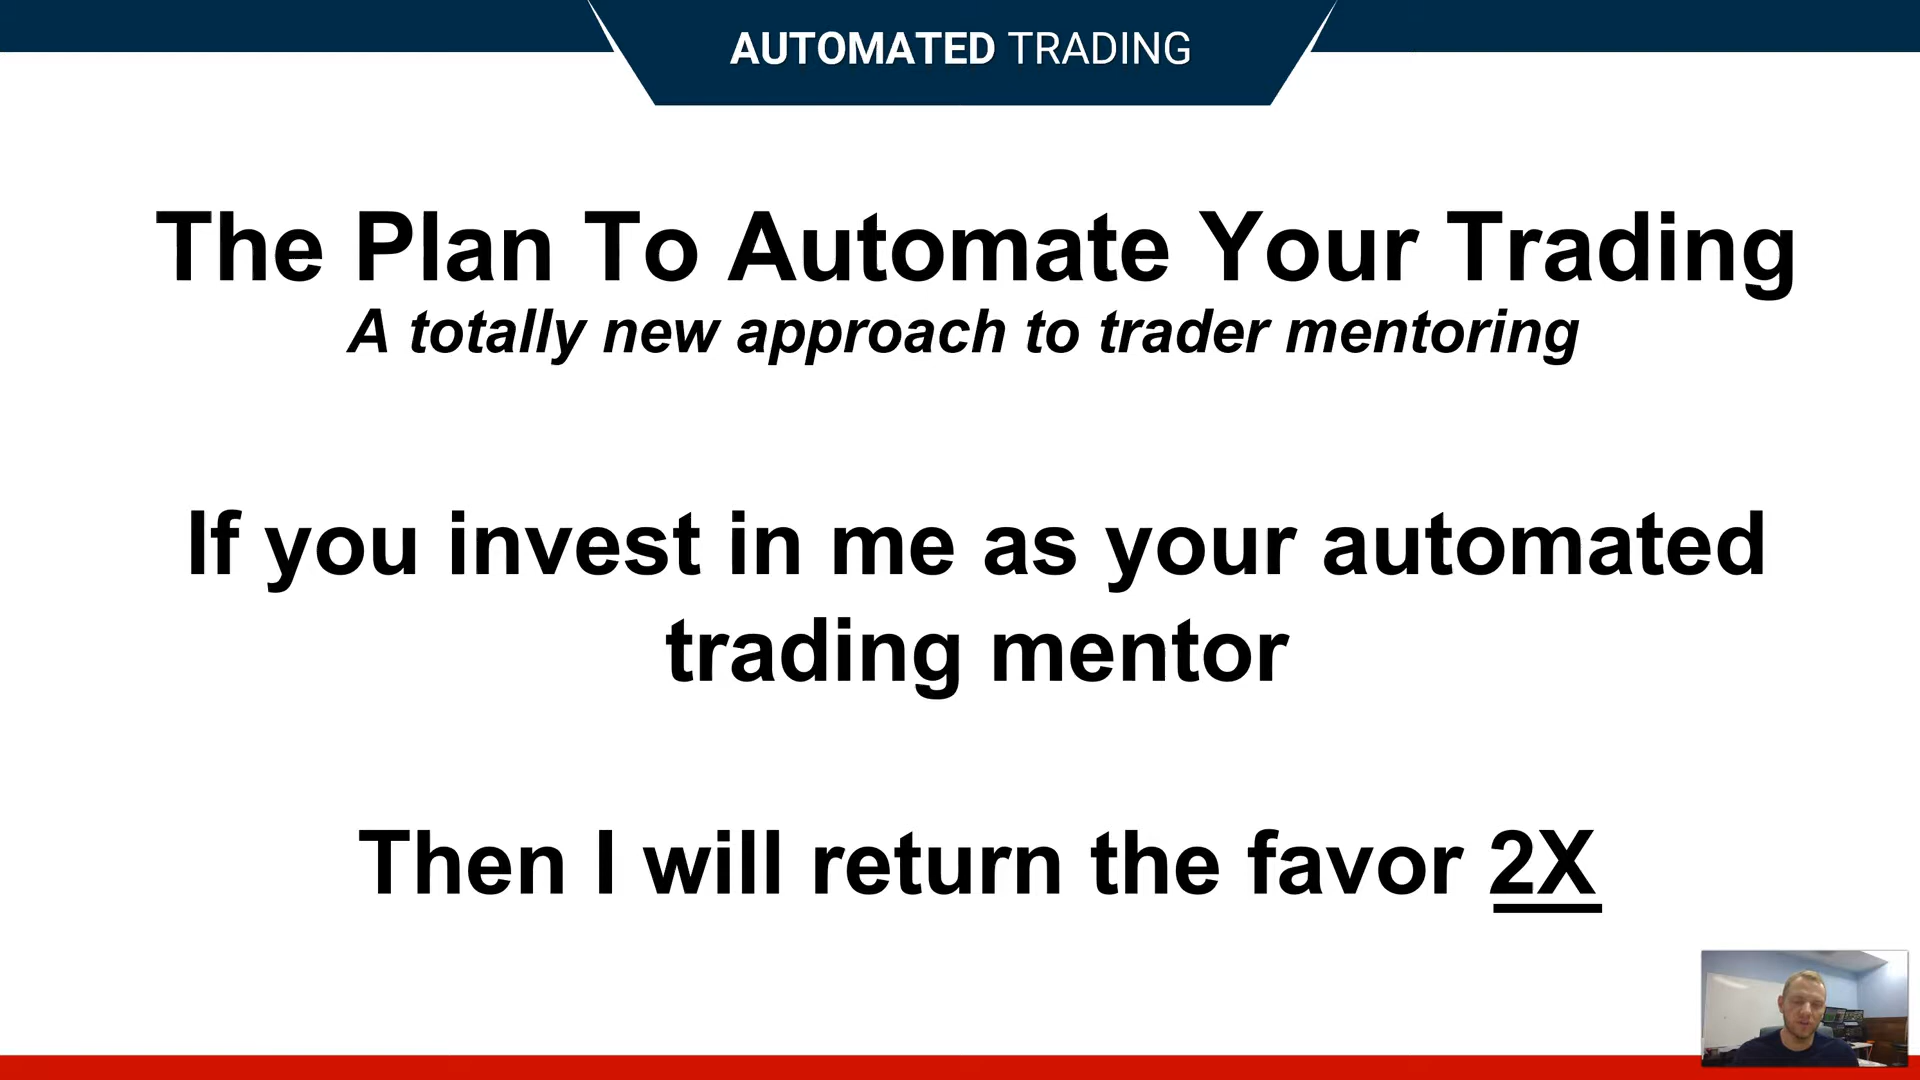 AUTOMATED TRADING
The Plan To Automate Your Trading
A totally new approach to trader mentoring
If you invest in me as your automated
trading mentor
Then I will return the favor 2X